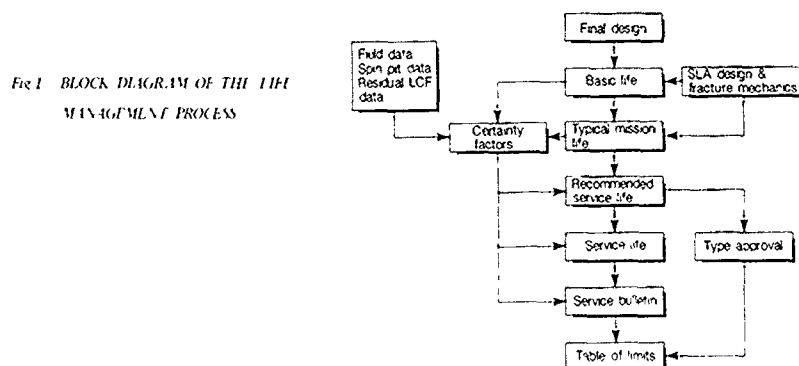 Fig 1 BLOCK DIAGRAM OF THE LIFE
MANAGEMENT PROCESS
Final design
Field data
Spin pit data
Residual LCF
data
Basic life
SLA design &
fracture mechanics
Certainty
factors
Typical mission
life
Recommended
service life
Service life
Type approval
Service bulletin
Table of limits